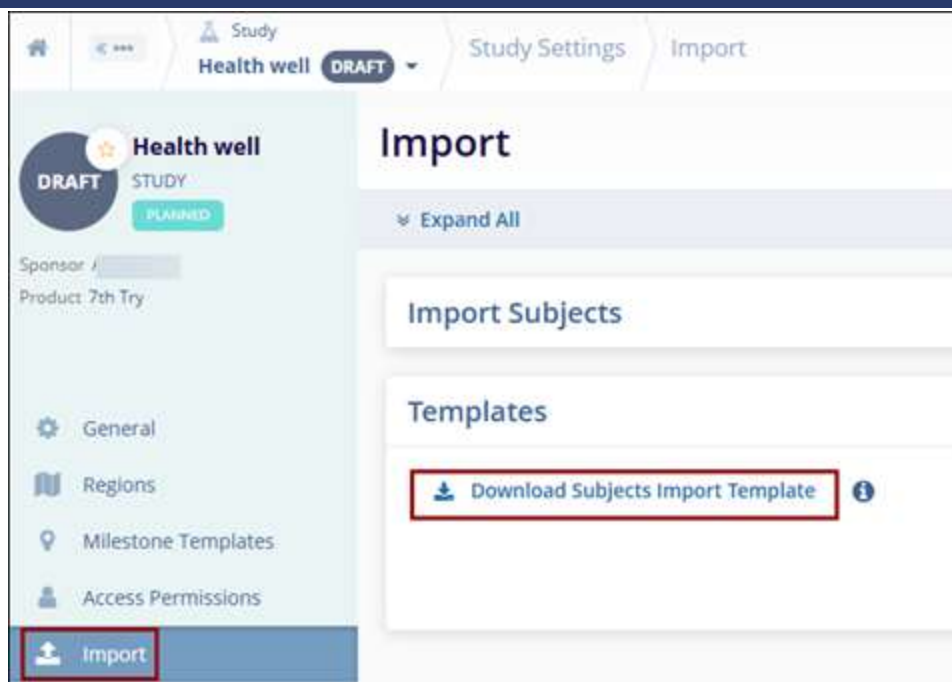 Study
Health well DRAFT
Study Settings
Import
DRAFT
Health well
STUDY
PLANNED
Sponsor
Product 7th Try
General
Regions
Milestone Templates
Access Permissions
Import
Import
Expand All
Import Subjects
Templates
Download Subjects Import Template